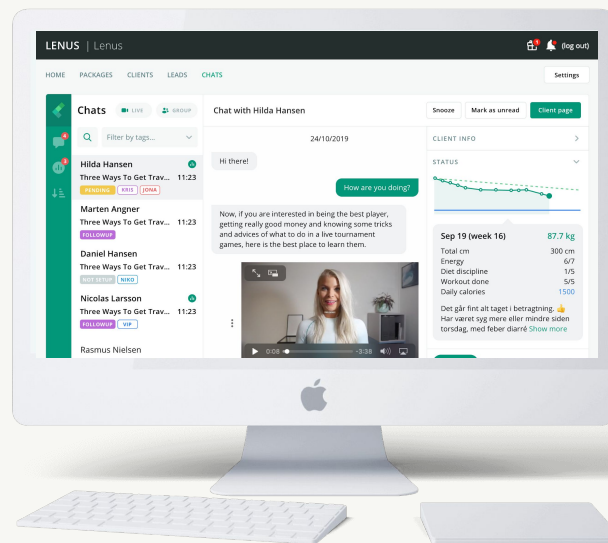 LENUS | Lenus
4
(log out)
HOME PACKAGES CLIENTS LEADS CHATS
Settings
Chats LIVE GROUP
Chat with Hilda Hansen
Snooze Mark as unread Client page
4
Filter by tags...
24/10/2019
CLIENT INFO
3
Hilda Hansen
Three Ways To Get Trav... 11:23
PENDING KRIS JONA
Hi there!
STATUS
How are you doing?
Marten Angner
Three Ways To Get Trav... 11:23
FOLLOWUP
Now, if you are interested in being the best player,
getting really good money and knowing some tricks
and advices of what to do in a live tournament
games, here is the best place to learn them.
Daniel Hansen
Three Ways To Get Trav... 11:23
NOT SETUP NIKO
Nicolas Larsson
Three Ways To Get Trav... 11:23
FOLLOWUP VIP
Rasmus Nielsen
0:08 -3:38
Sep 19 (week 16) 87.7 kg
Total cm 300 cm
Energy 6/7
Diet discipline 1/5
Workout done 5/5
Daily calories 1500
Det går fint alt taget i betragtning. 👍
Har været syg mere eller mindre siden
torsdag, med feber diarré Show more